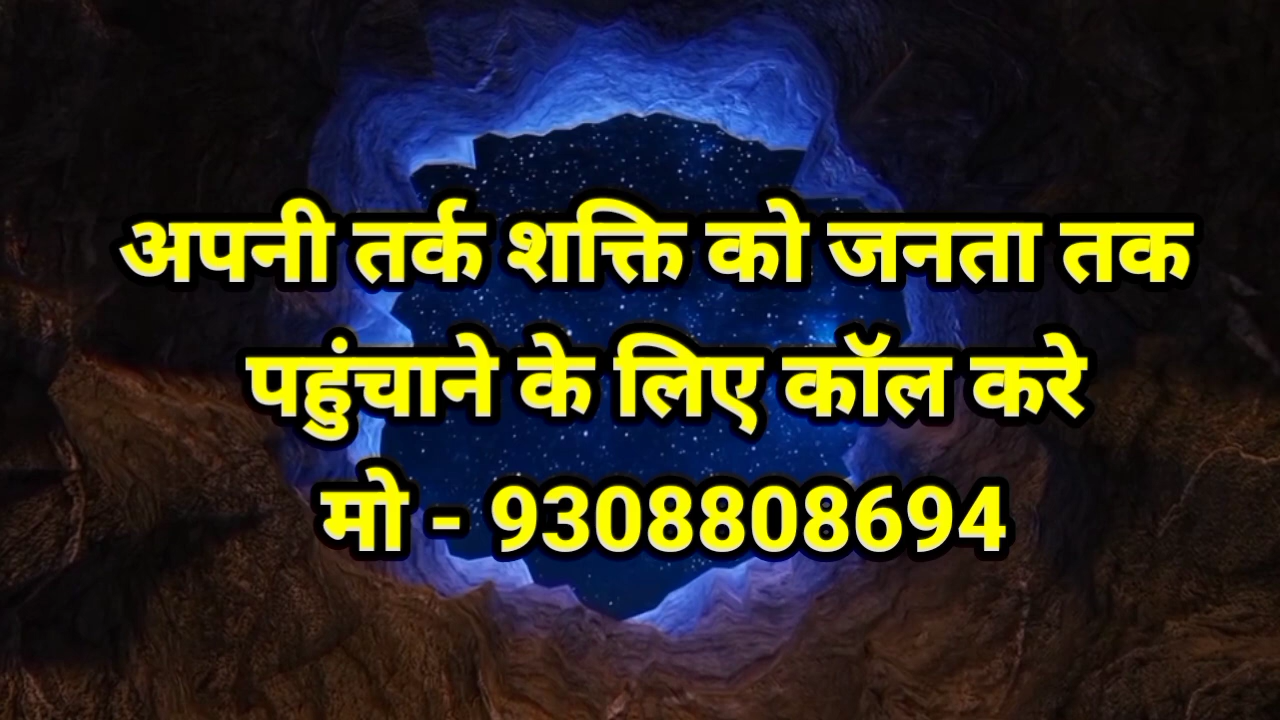 अपनी तर्क शक्ति को जनता तक
पहुंचाने के लिए कॉल करे
मो - 9308808694